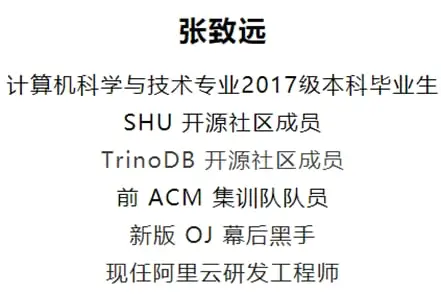 张致远
计算机科学与技术专业2017级本科毕业生
SHU 开源社区成员
TrinoDB 开源社区成员
前 ACM 集训队队员
新版 OJ 幕后黑手
现任阿里云研发工程师